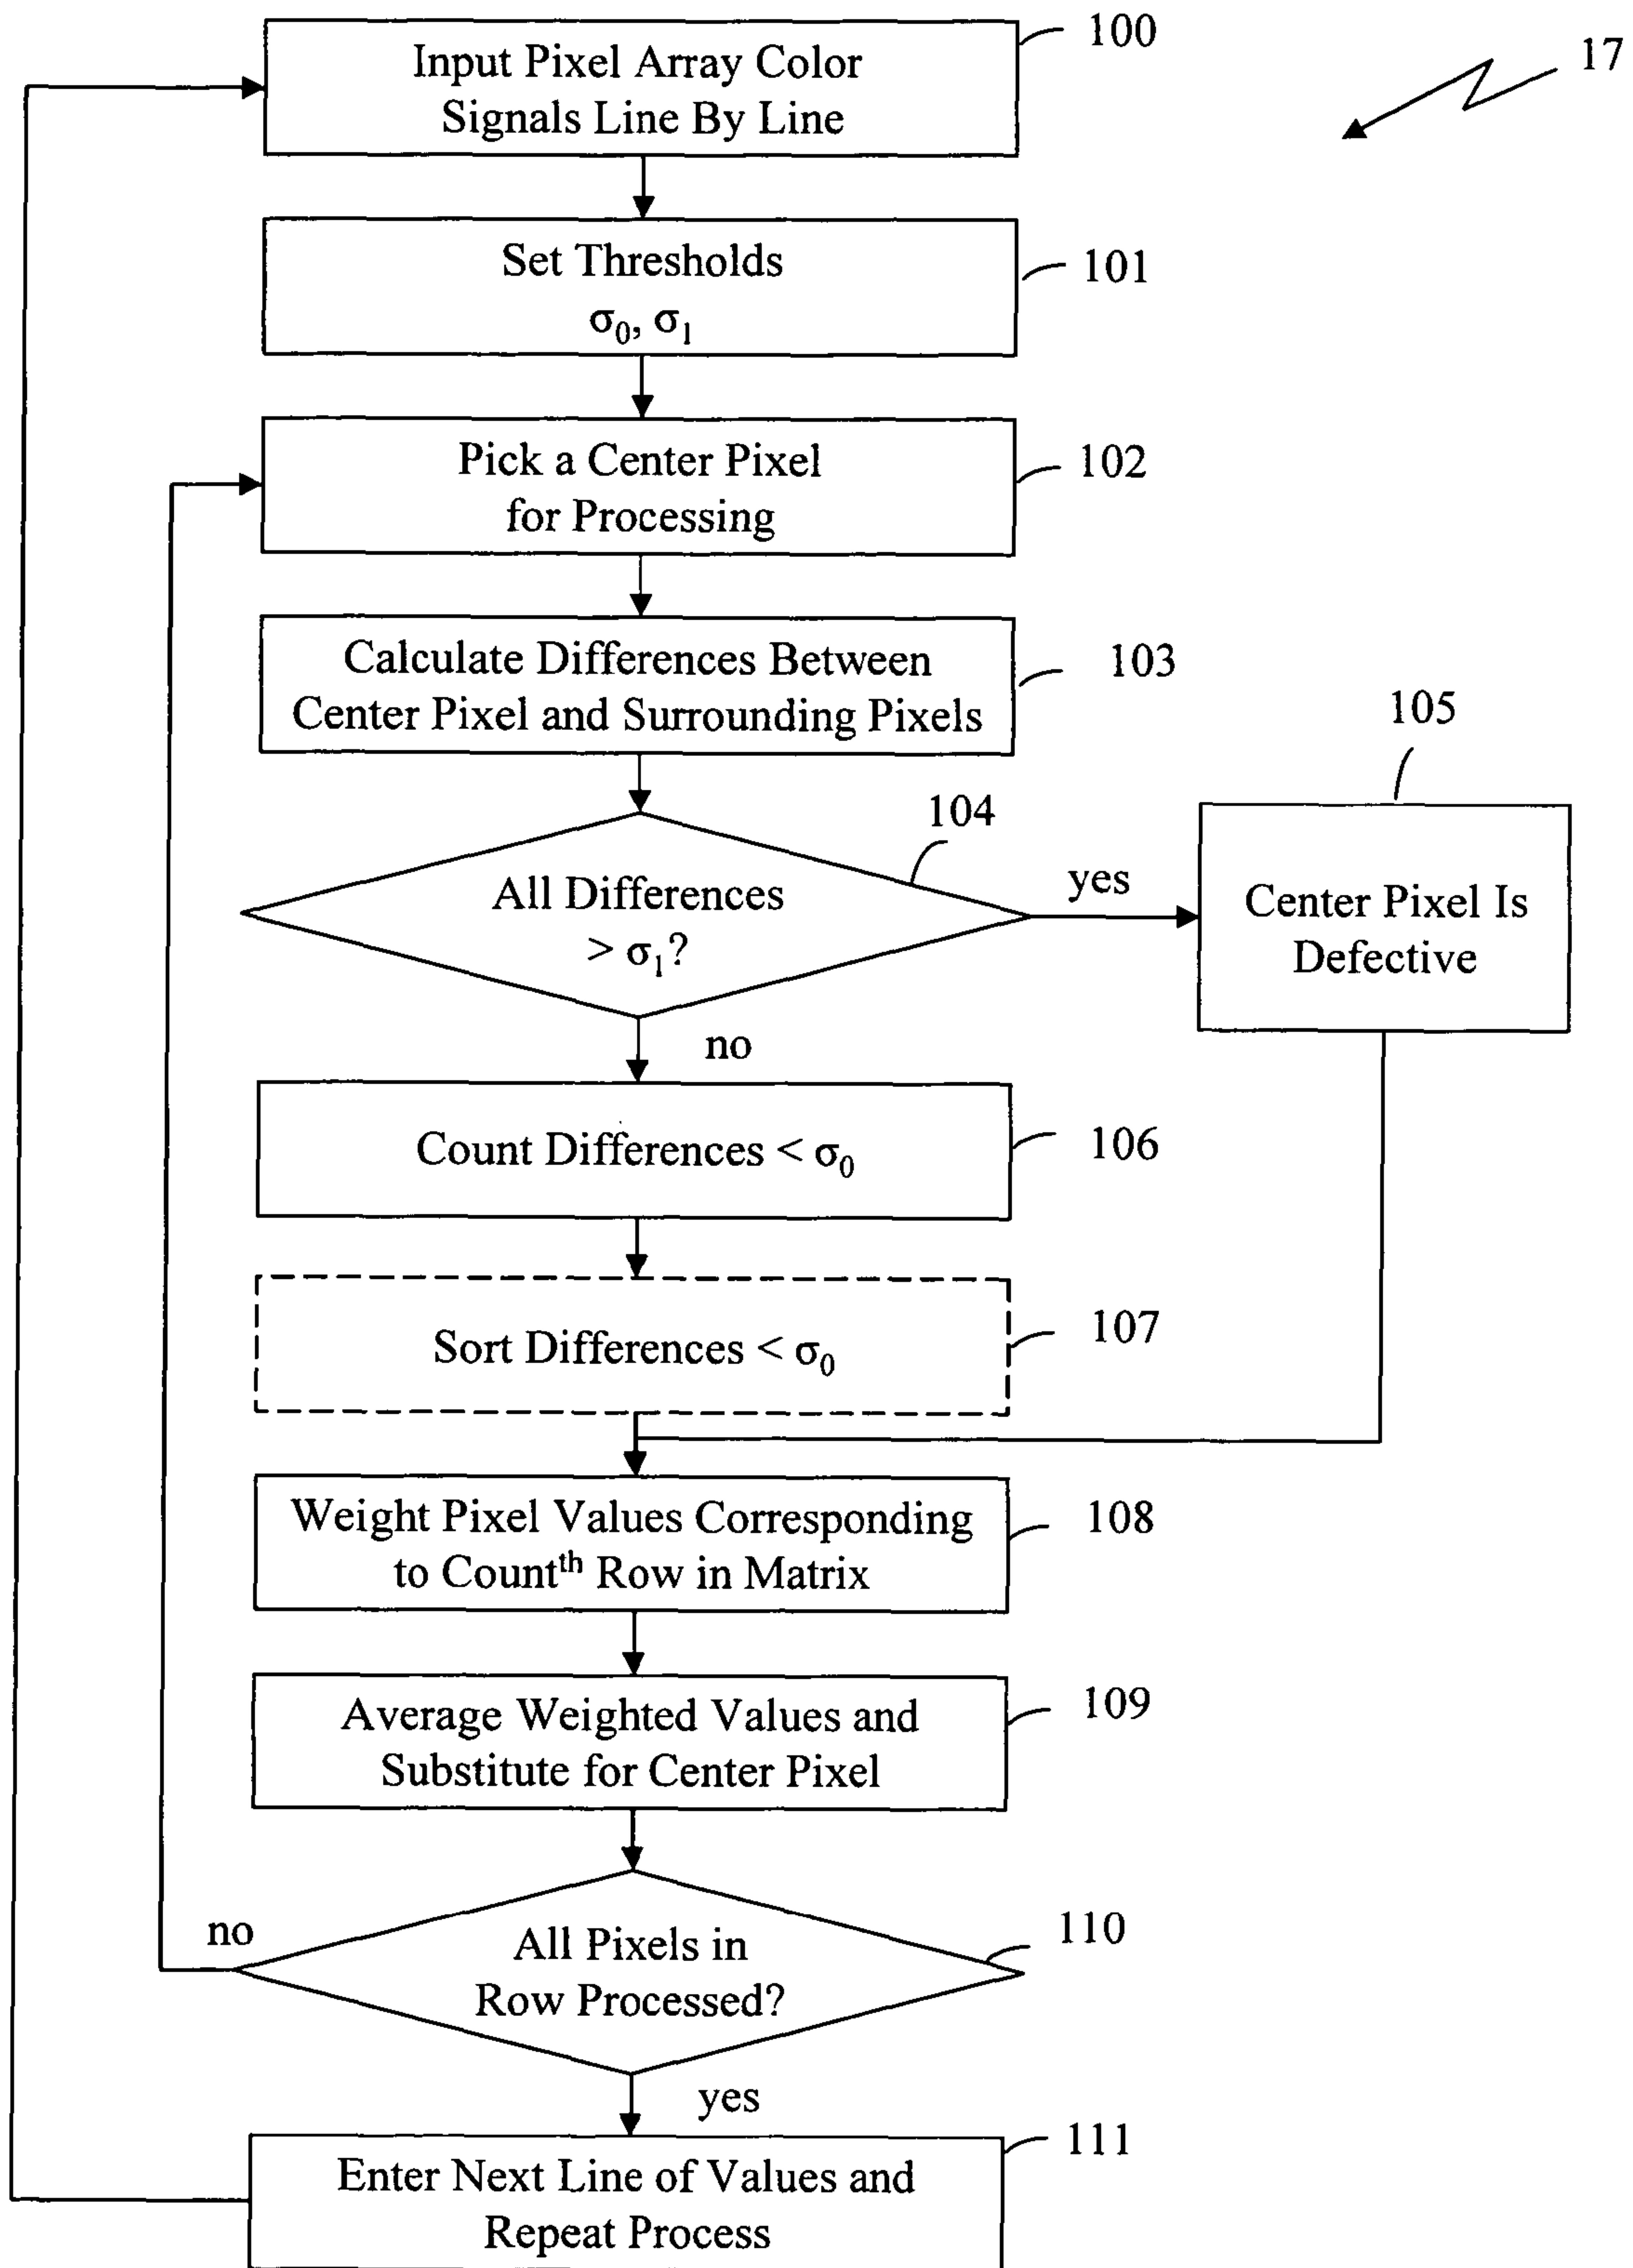 100
Input Pixel Array Color
Signals Line By Line
17
Set Thresholds
σ₀, σ₁
101
Pick a Center Pixel
for Processing
102
Calculate Differences Between
Center Pixel and Surrounding Pixels
103
105
104
All Differences
> σ₁?
yes
Center Pixel Is
Defective
no
Count Differences < σ₀
106
Sort Differences < σ₀
107
Weight Pixel Values Corresponding
to Countᵗʰ Row in Matrix
108
Average Weighted Values and
Substitute for Center Pixel
109
no
All Pixels in
Row Processed?
110
yes
111
Enter Next Line of Values and
Repeat Process